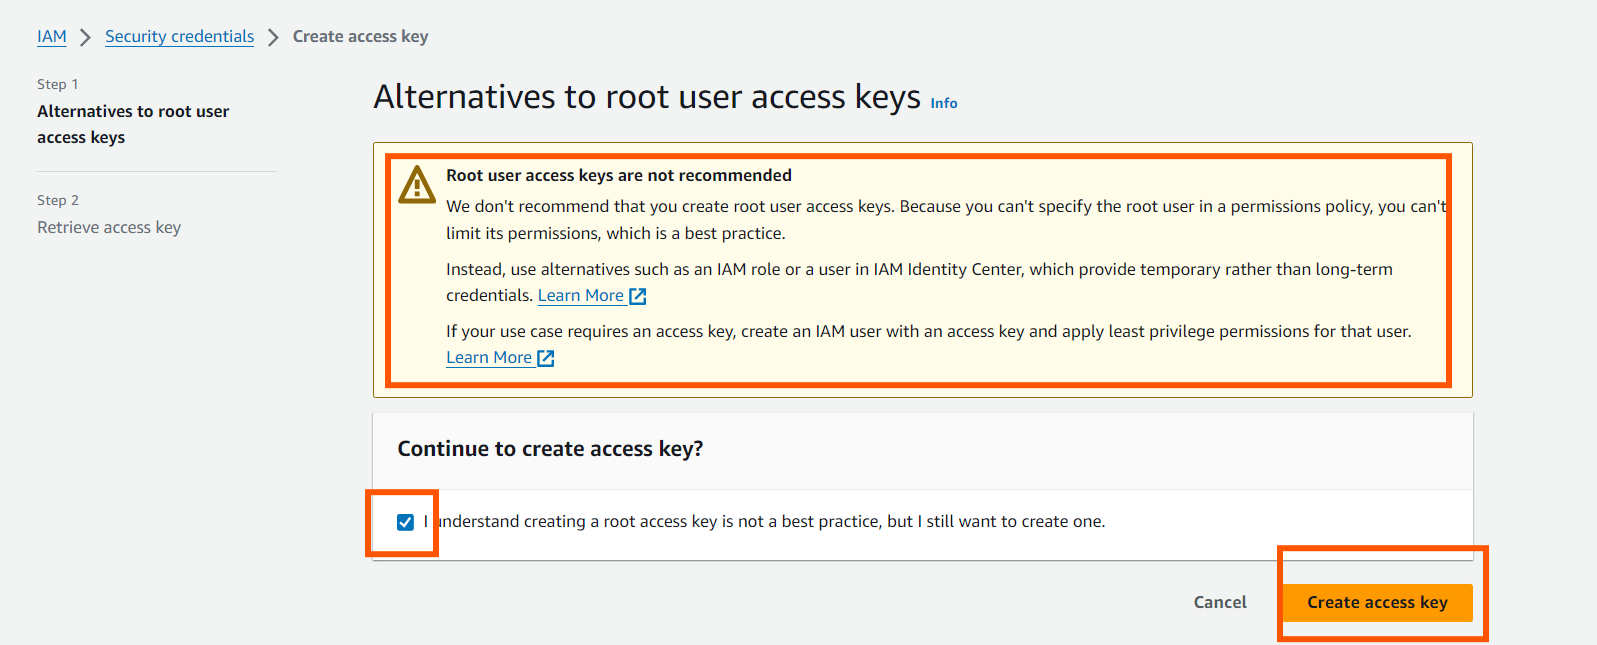 IAM > Security credentials > Create access key
Step 1
Alternatives to root user
access keys
Step 2
Retrieve access key
Alternatives to root user access keys Info
Root user access keys are not recommended
We don't recommend that you create root user access keys. Because you can't specify the root user in a permissions policy, you can't
limit its permissions, which is a best practice.
Instead, use alternatives such as an IAM role or a user in IAM Identity Center, which provide temporary rather than long-term
credentials. Learn More
If your use case requires an access key, create an IAM user with an access key and apply least privilege permissions for that user.
Learn More
Continue to create access key?
I understand creating a root access key is not a best practice, but I still want to create one.
Cancel
Create access key